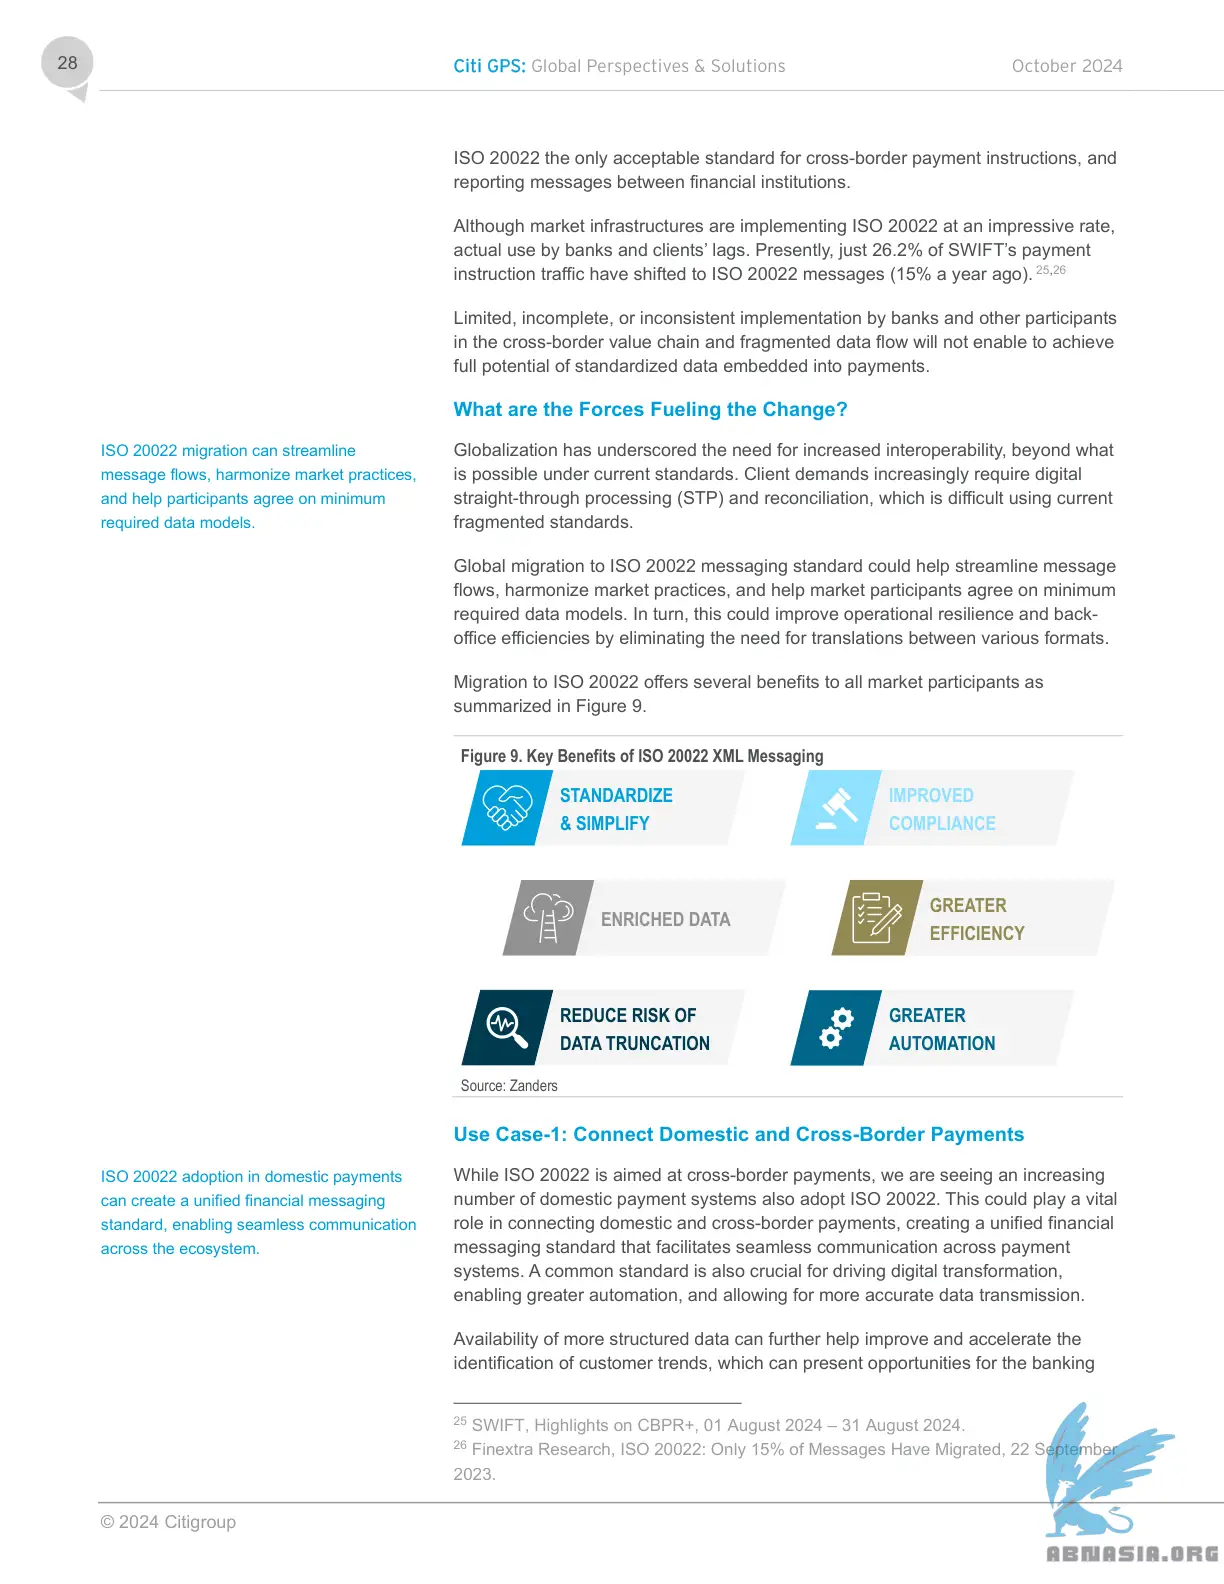 28
Citi GPS: Global Perspectives & Solutions
October 2024
ISO 20022 the only acceptable standard for cross-border payment instructions, and
reporting messages between financial institutions.
Although market infrastructures are implementing ISO 20022 at an impressive rate,
actual use by banks and clients’ lags. Presently, just 26.2% of SWIFT’s payment
instruction traffic have shifted to ISO 20022 messages (15% a year ago). 25,26
Limited, incomplete, or inconsistent implementation by banks and other participants
in the cross-border value chain and fragmented data flow will not enable to achieve
full potential of standardized data embedded into payments.
What are the Forces Fueling the Change?
ISO 20022 migration can streamline
message flows, harmonize market practices,
and help participants agree on minimum
required data models.
Globalization has underscored the need for increased interoperability, beyond what
is possible under current standards. Client demands increasingly require digital
straight-through processing (STP) and reconciliation, which is difficult using current
fragmented standards.
Global migration to ISO 20022 messaging standard could help streamline message
flows, harmonize market practices, and help market participants agree on minimum
required data models. In turn, this could improve operational resilience and back-
office efficiencies by eliminating the need for translations between various formats.
Migration to ISO 20022 offers several benefits to all market participants as
summarized in Figure 9.
Figure 9. Key Benefits of ISO 20022 XML Messaging
STANDARDIZE
& SIMPLIFY
IMPROVED
COMPLIANCE
ENRICHED DATA
GREATER
EFFICIENCY
REDUCE RISK OF
DATA TRUNCATION
GREATER
AUTOMATION
Source: Zanders
Use Case-1: Connect Domestic and Cross-Border Payments
ISO 20022 adoption in domestic payments
can create a unified financial messaging
standard, enabling seamless communication
across the ecosystem.
While ISO 20022 is aimed at cross-border payments, we are seeing an increasing
number of domestic payment systems also adopt ISO 20022. This could play a vital
role in connecting domestic and cross-border payments, creating a unified financial
messaging standard that facilitates seamless communication across payment
systems. A common standard is also crucial for driving digital transformation,
enabling greater automation, and allowing for more accurate data transmission.
Availability of more structured data can further help improve and accelerate the
identification of customer trends, which can present opportunities for the banking
25 SWIFT, Highlights on CBPR+, 01 August 2024 – 31 August 2024.
26 Finextra Research, ISO 20022: Only 15% of Messages Have Migrated, 22 September
2023.
© 2024 Citigroup
ABNASIA.ORG